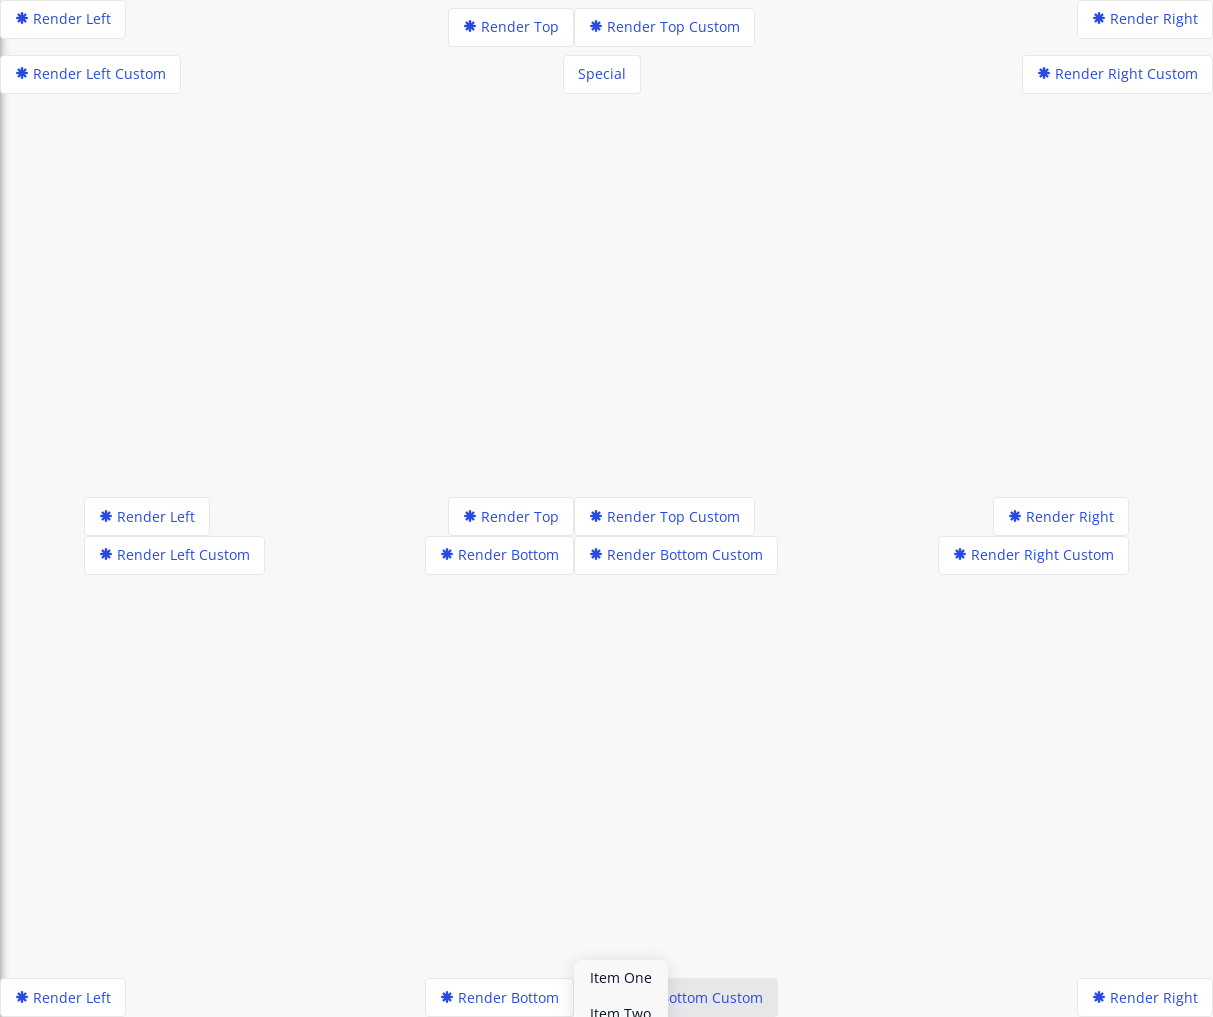 Render Left
Render Top
Render Top Custom
Render Right
Render Left Custom
Special
Render Right Custom
Render Left
Render Top
Render Top Custom
Render Right
Render Left Custom
Render Bottom
Render Bottom Custom
Render Right Custom
Item One
Render Left
Render Bottom
ottom Custom
Render Right
Item Two